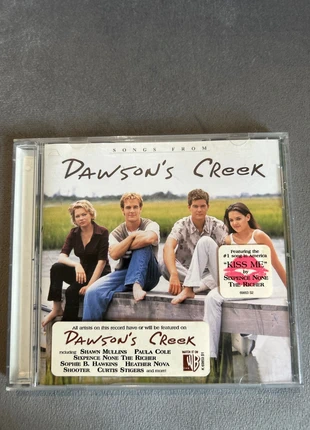 SONGS FROM
DAWSON'S CREEK
Featuring the
#1 song in America
"KISS ME"
by
SIXPENCE NONE
THE RICHER
All artists on this record have or will be featured on
DAWSON'S CREEK
including SHAWN MULLINS PAULA COLE
SIXPENCE NONE THE RICHER
SOPHIE B. HAWKINS HEATHER NOVA
SHOOTER CURTIS STIGERS and more!
WB